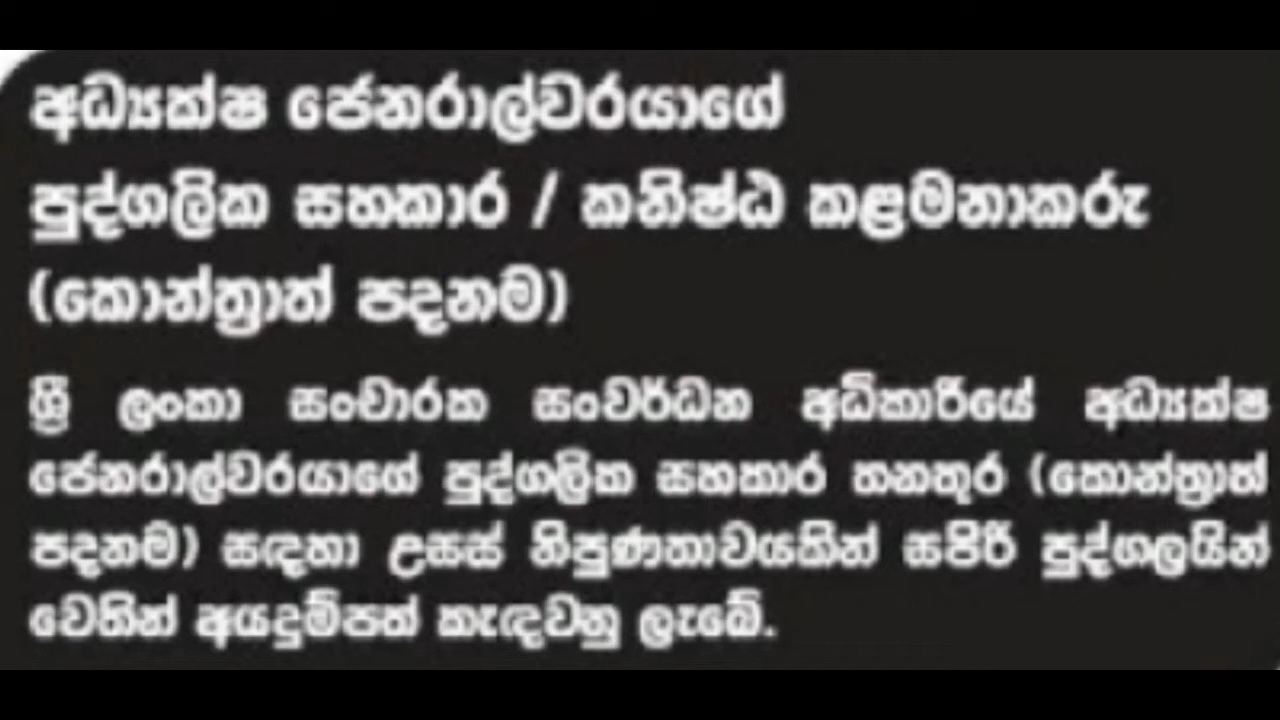 අධ්‍යක්ෂ ජෙනරාල්වරයාගේ
පුද්ගලික සහකාර / කනිෂ්ඨ කළමනාකරු
(කොන්ත්‍රාත් පදනම)
ශ්‍රී ලංකා සංචාරක සංවර්ධන අධිකාරියේ අධ්‍යක්ෂ
ජෙනරාල්වරයාගේ පුද්ගලික සහකාර තනතුර (කොන්ත්‍රාත්
පදනම) සඳහා උසස් නිපුණතාවයකින් සපිරි පුද්ගලයින්
වෙතින් අයදුම්පත් කැඳවනු ලැබේ.